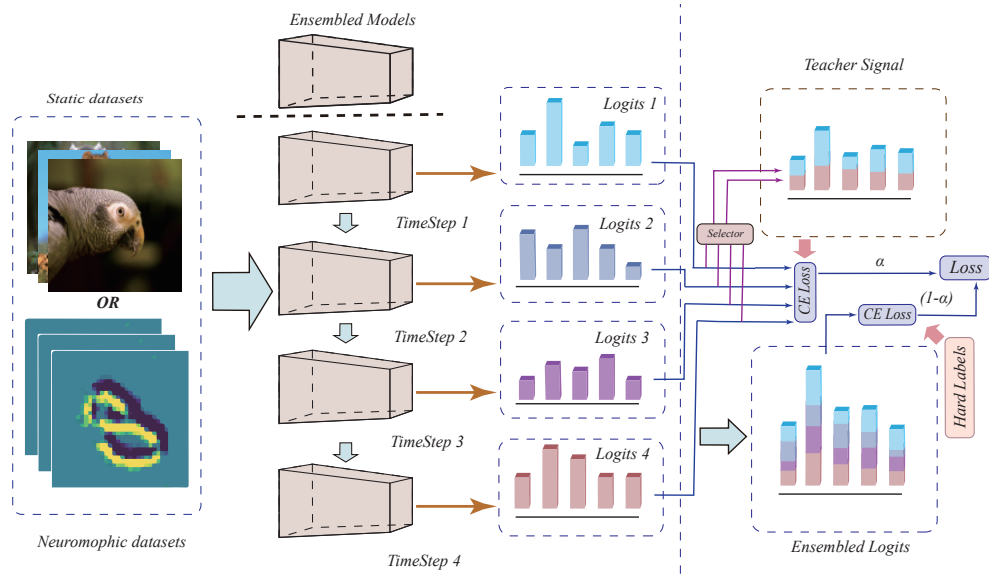 Ensembled Models
Static datasets
OR
Neuromophic datasets
TimeStep 1
TimeStep 2
TimeStep 3
TimeStep 4
Logits 1
Logits 2
Logits 3
Logits 4
Teacher Signal
Selector
CE Loss
α
Loss
CE Loss
(1-α)
Hard Labels
Ensembled Logits